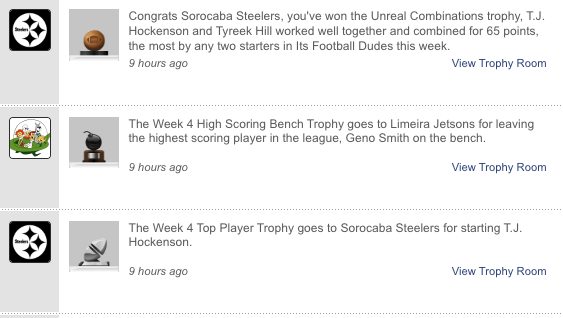 Steelers
Congrats Sorocaba Steelers, you've won the Unreal Combinations trophy, T.J.
Hockenson and Tyreek Hill worked well together and combined for 65 points,
the most by any two starters in Its Football Dudes this week.
9 hours ago
View Trophy Room
The Week 4 High Scoring Bench Trophy goes to Limeira Jetsons for leaving
the highest scoring player in the league, Geno Smith on the bench.
9 hours ago
View Trophy Room
Steelers
The Week 4 Top Player Trophy goes to Sorocaba Steelers for starting T.J.
Hockenson.
9 hours ago
View Trophy Room